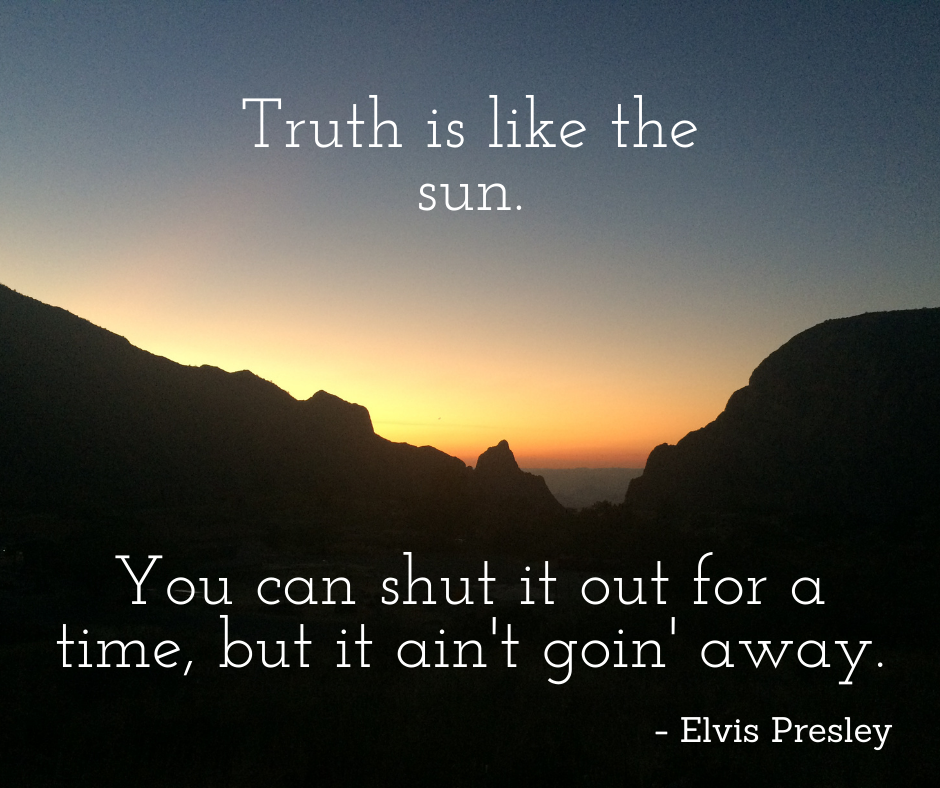 Truth is like the
sun.
You can shut it out for a
time, but it ain't goin' away.
- Elvis Presley